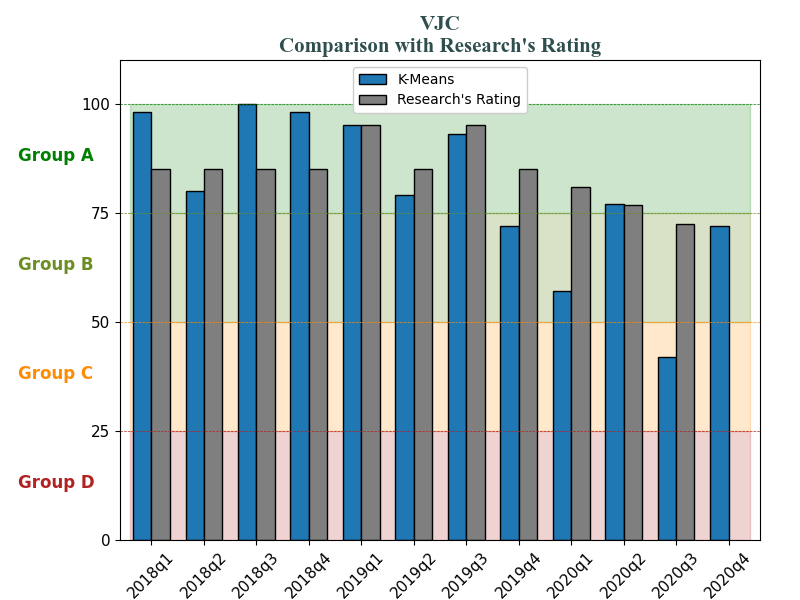 VJC
Comparison with Research's Rating
K-Means
Research's Rating
100
Group A
75
Group B
50
Group C
25
Group D
0
2018q1
2018q2
2018q3
2018q4
2019q1
2019q2
2019q3
2019q4
2020q1
2020q2
2020q3
2020q4